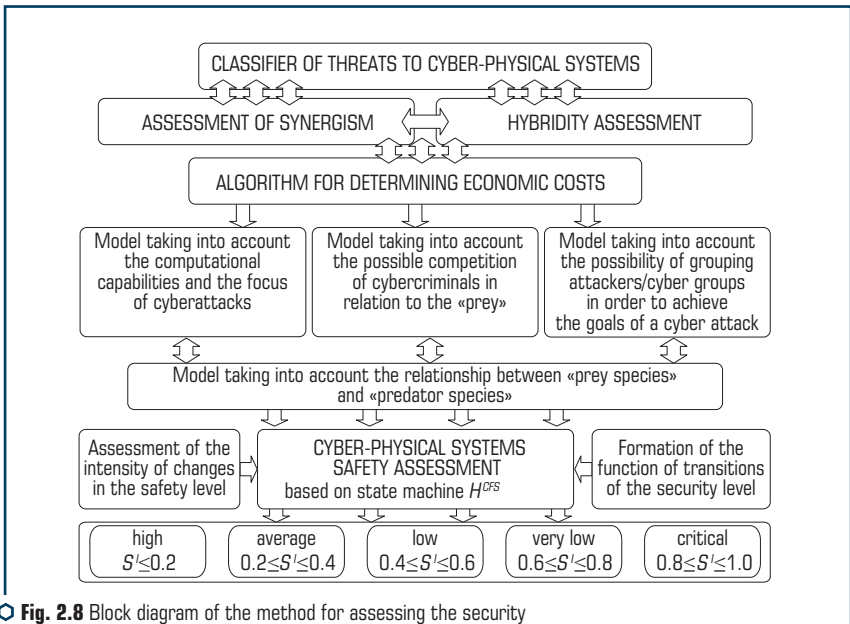 CLASSIFIER OF THREATS TO CYBER-PHYSICAL SYSTEMS
ASSESSMENT OF SYNERGISM
HYBRIDITY ASSESSMENT
ALGORITHM FOR DETERMINING ECONOMIC COSTS
Model taking into account
the computational
capabilities and the focus
of cyberattacks
Model taking into account
the possible competition
of cybercriminals in
relation to the «prey»
Model taking into account
the possibility of grouping
attackers/cyber groups
in order to achieve
the goals of a cyber attack
Model taking into account the relationship between «prey species»
and «predator species»
Assessment of the
intensity of changes
in the safety level
CYBER-PHYSICAL SYSTEMS
SAFETY ASSESSMENT
based on state machine H^CFS
Formation of the
function of transitions
of the security level
high
S^I≤0.2
average
0.2≤S^I≤0.4
low
0.4≤S^I≤0.6
very low
0.6≤S^I≤0.8
critical
0.8≤S^I≤1.0
Fig. 2.8 Block diagram of the method for assessing the security